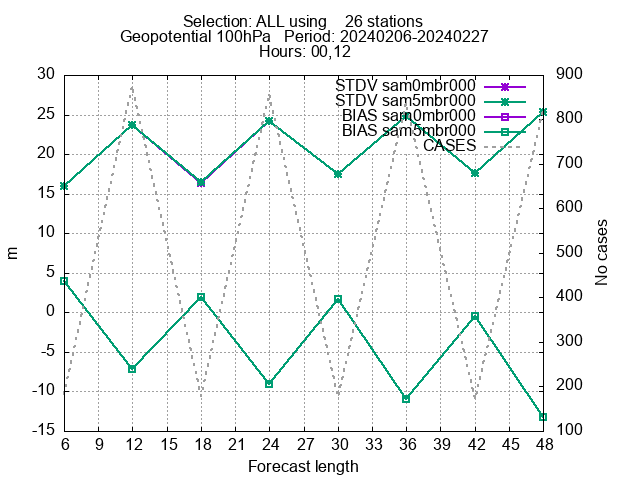 Selection: ALL using    26 stations
Geopotential 100hPa   Period: 20240206-20240227
Hours: 00,12
STDV sam0mbr000
STDV sam5mbr000
BIAS sam0mbr000
BIAS sam5mbr000
CASES
30
25
20
15
10
5
0
-5
-10
-15
m
900
800
700
600
500
400
300
200
100
No cases
6 9 12 15 18 21 24 27 30 33 36 39 42 45 48
Forecast length